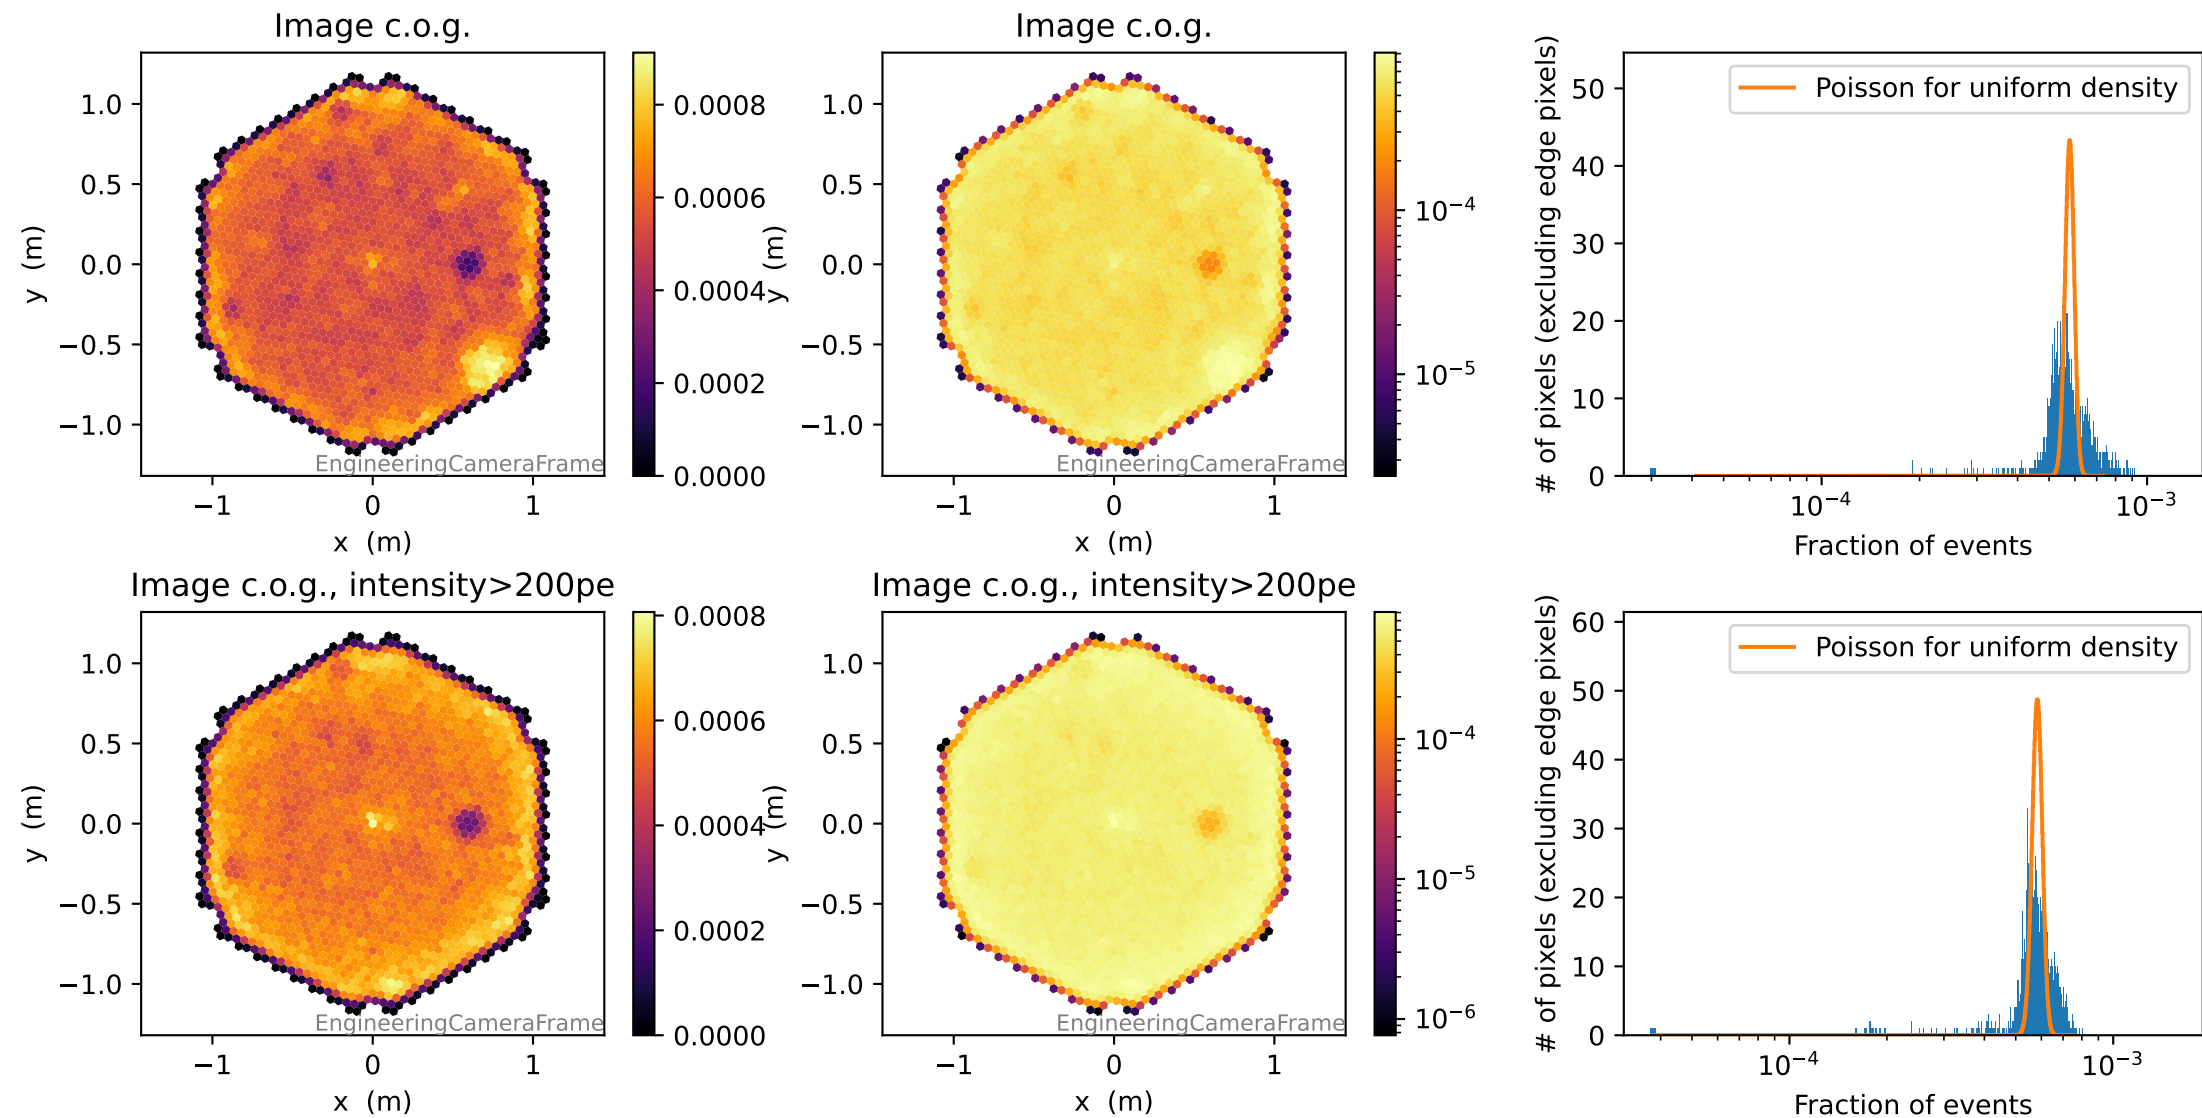 Image c.o.g.
1.0
0.5
0.0
−0.5
−1.0
y (m)
−1
0
1
x (m)
EngineeringCameraFrame
0.0008
0.0006
0.0004
0.0002
0.0000
Image c.o.g.
1.0
0.5
0.0
−0.5
−1.0
y (m)
−1
0
1
x (m)
EngineeringCameraFrame
10⁻⁴
10⁻⁵
# of pixels (excluding edge pixels)
50
40
30
20
10
0
Poisson for uniform density
10⁻⁴
10⁻³
Fraction of events
Image c.o.g., intensity>200pe
1.0
0.5
0.0
−0.5
−1.0
y (m)
−1
0
1
x (m)
EngineeringCameraFrame
0.0008
0.0006
0.0004
0.0002
0.0000
Image c.o.g., intensity>200pe
1.0
0.5
0.0
−0.5
−1.0
y (m)
−1
0
1
x (m)
EngineeringCameraFrame
10⁻⁴
10⁻⁵
10⁻⁶
# of pixels (excluding edge pixels)
60
50
40
30
20
10
0
Poisson for uniform density
10⁻⁴
10⁻³
Fraction of events